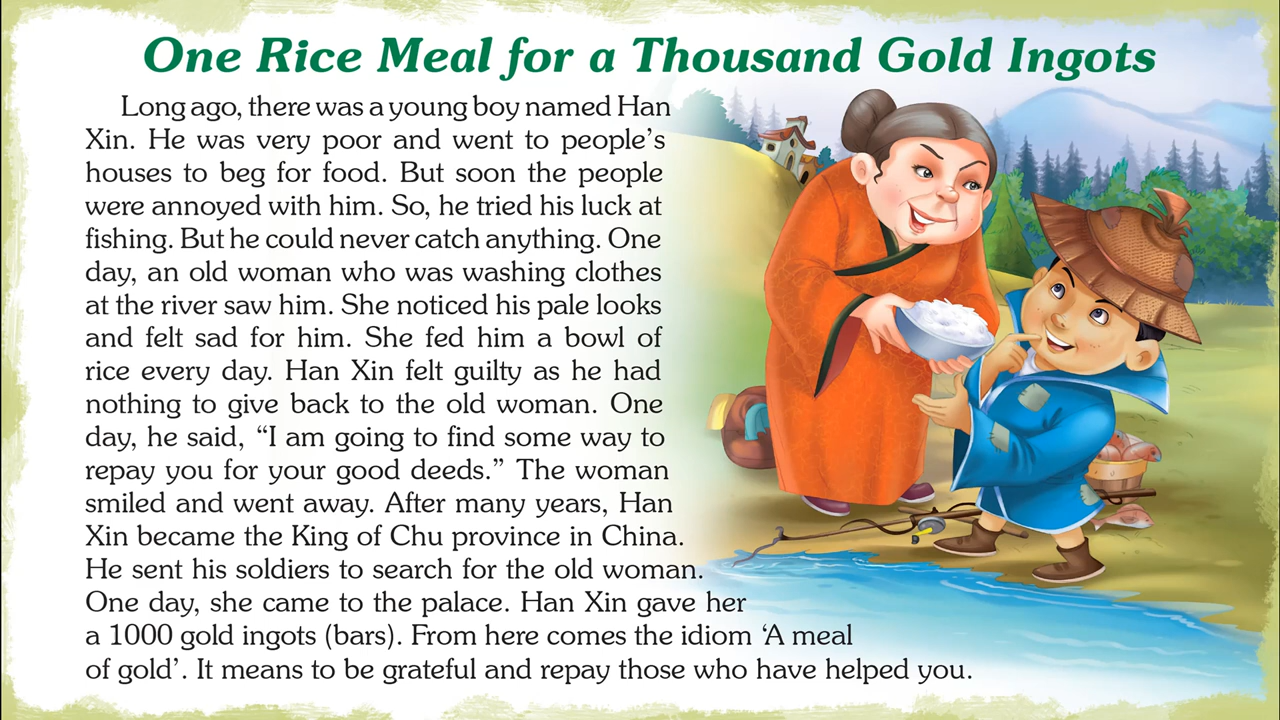 One Rice Meal for a Thousand Gold Ingots
Long ago, there was a young boy named Han
Xin. He was very poor and went to people’s
houses to beg for food. But soon the people
were annoyed with him. So, he tried his luck at
fishing. But he could never catch anything. One
day, an old woman who was washing clothes
at the river saw him. She noticed his pale looks
and felt sad for him. She fed him a bowl of
rice every day. Han Xin felt guilty as he had
nothing to give back to the old woman. One
day, he said, “I am going to find some way to
repay you for your good deeds.” The woman
smiled and went away. After many years, Han
Xin became the King of Chu province in China.
He sent his soldiers to search for the old woman.
One day, she came to the palace. Han Xin gave her
a 1000 gold ingots (bars). From here comes the idiom ‘A meal
of gold’. It means to be grateful and repay those who have helped you.